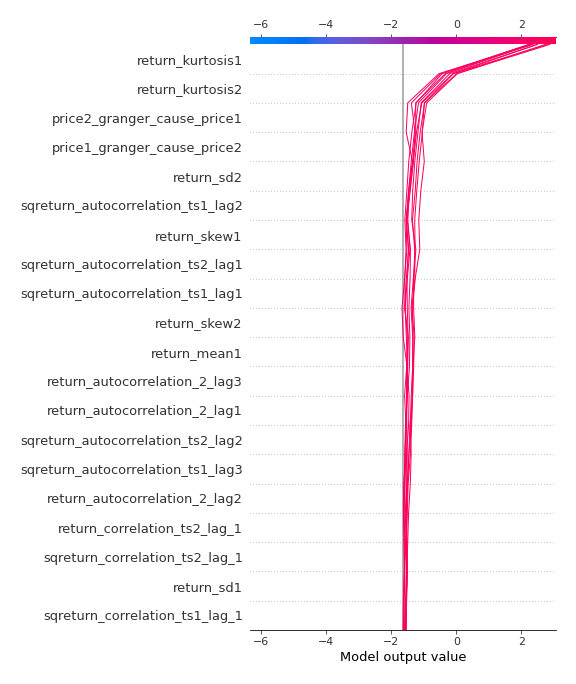 −6 −4 −2 0 2
return_kurtosis1
return_kurtosis2
price2_granger_cause_price1
price1_granger_cause_price2
return_sd2
sqreturn_autocorrelation_ts1_lag2
return_skew1
sqreturn_autocorrelation_ts2_lag1
sqreturn_autocorrelation_ts1_lag1
return_skew2
return_mean1
return_autocorrelation_2_lag3
return_autocorrelation_2_lag1
sqreturn_autocorrelation_ts2_lag2
sqreturn_autocorrelation_ts1_lag3
return_autocorrelation_2_lag2
return_correlation_ts2_lag_1
sqreturn_correlation_ts2_lag_1
return_sd1
sqreturn_correlation_ts1_lag_1
−6 −4 −2 0 2
Model output value